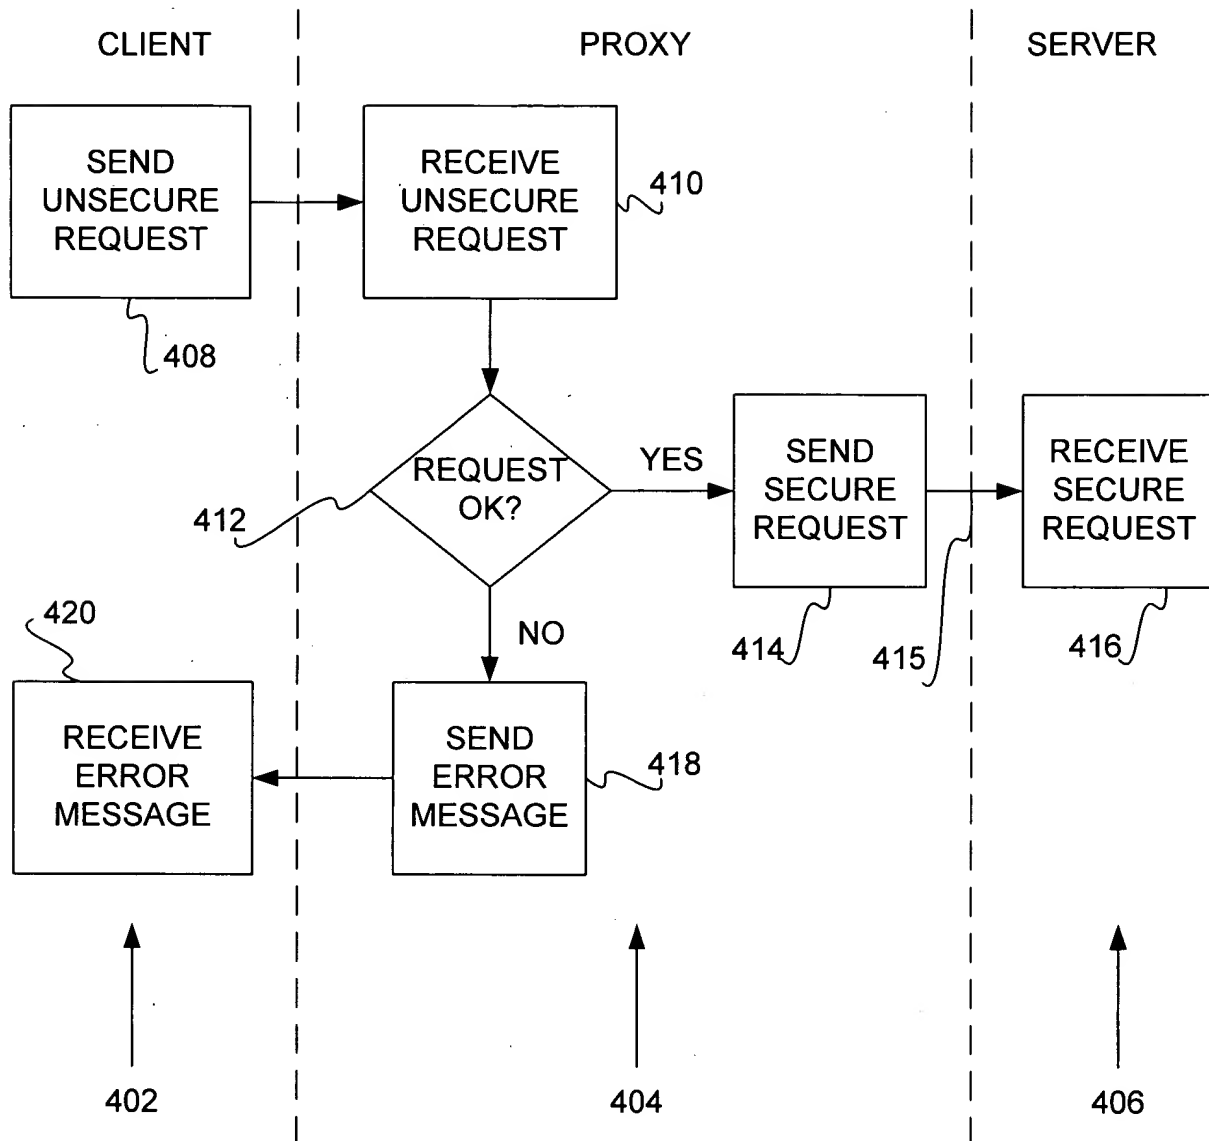 CLIENT
PROXY
SERVER
SEND
UNSECURE
REQUEST
RECEIVE
UNSECURE
REQUEST
410
408
REQUEST
OK?
YES
412
SEND
SECURE
REQUEST
RECEIVE
SECURE
REQUEST
414
415
416
NO
420
RECEIVE
ERROR
MESSAGE
SEND
ERROR
MESSAGE
418
402
404
406